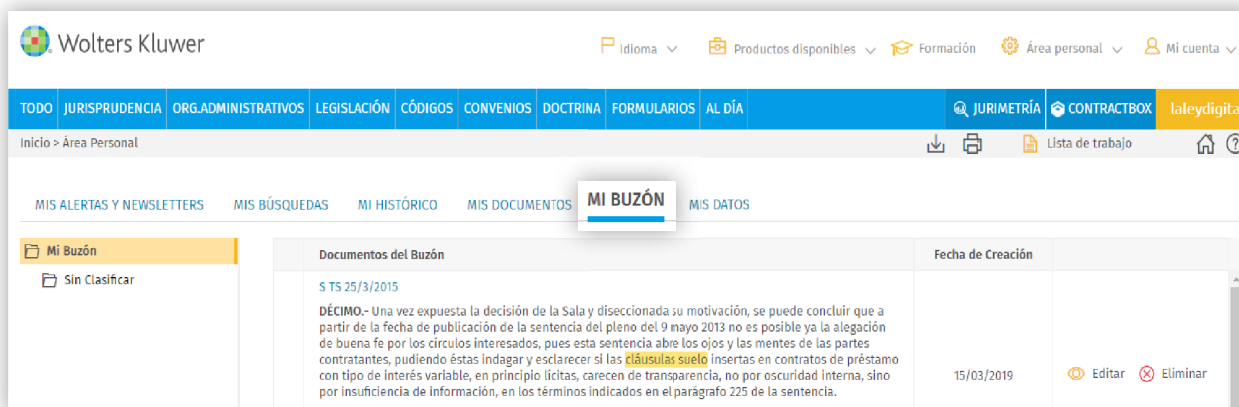 Wolters Kluwer
Idioma Productos disponibles Formación Área personal Mi cuenta
TODO JURISPRUDENCIA ORG.ADMINISTRATIVOS LEGISLACIÓN CÓDIGOS CONVENIOS DOCTRINA FORMULARIOS AL DÍA JURIMETRÍA CONTRACTBOX laleydigita
Inicio > Área Personal Lista de trabajo
MIS ALERTAS Y NEWSLETTERS MIS BÚSQUEDAS MI HISTÓRICO MIS DOCUMENTOS MI BUZÓN MIS DATOS
Mi Buzón Documentos del Buzón Fecha de Creación
Sin Clasificar
S TS 25/3/2015
DÉCIMO.- Una vez expuesta la decisión de la Sala y diseccionada su motivación, se puede concluir que a
partir de la fecha de publicación de la sentencia del pleno del 9 mayo 2013 no es posible ya la alegación
de buena fe por los círculos interesados, pues esta sentencia abre los ojos y las mentes de las partes
contratantes, pudiendo éstas indagar y esclarecer si las cláusulas suelo insertas en contratos de préstamo
con tipo de interés variable, en principio lícitas, carecen de transparencia, no por oscuridad interna, sino
por insuficiencia de información, en los términos indicados en el parágrafo 225 de la sentencia.
15/03/2019 Editar Eliminar